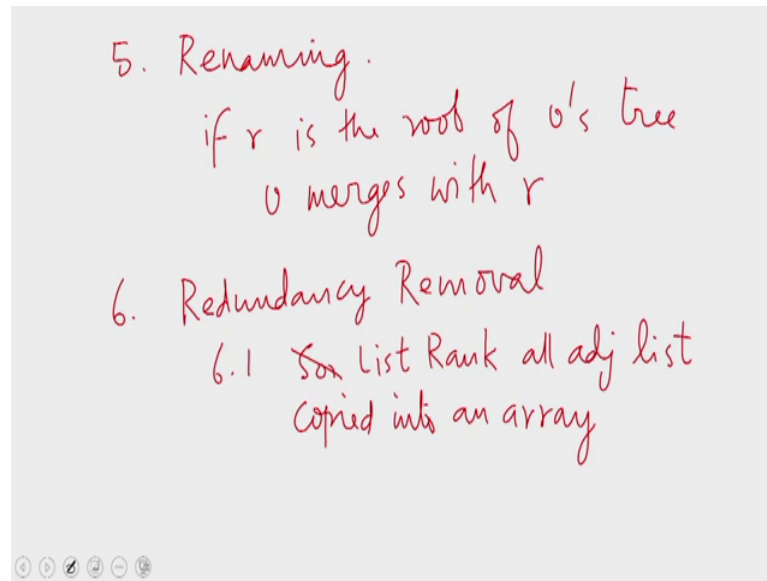 5. Renaming.
if r is the root of v's tree
v merges with r
6. Redundancy Removal
6.1 List Rank all adj list
copied into an array